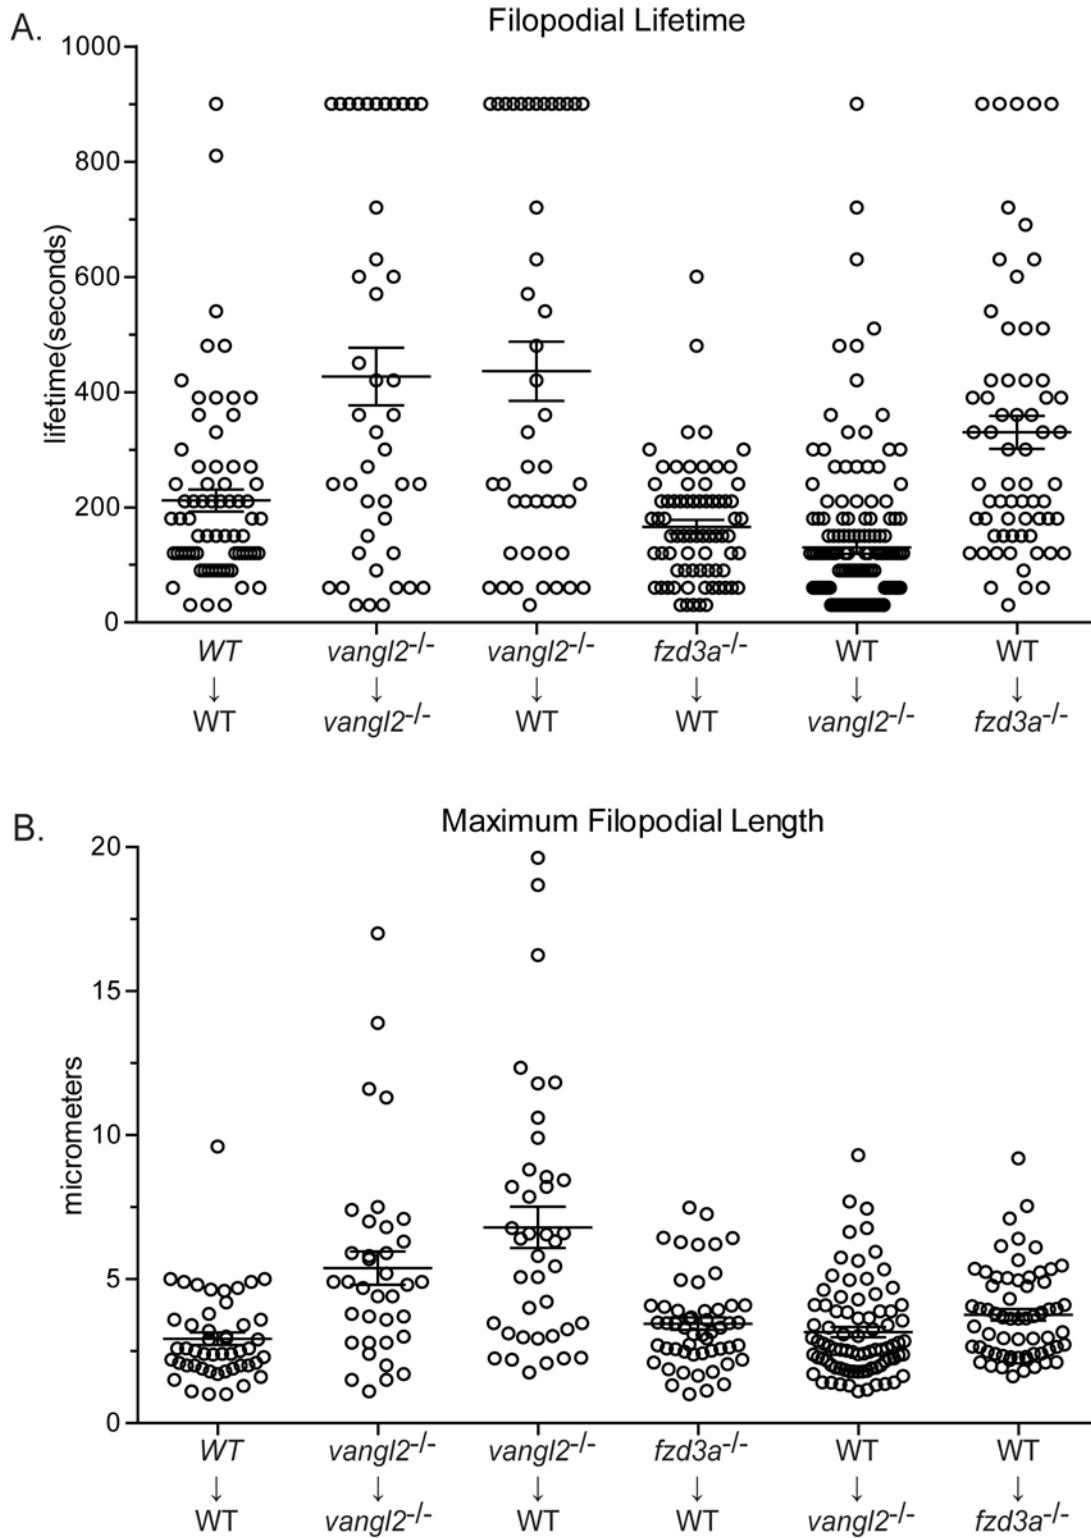 A.
Filopodial Lifetime
1000
800
600
400
200
0
lifetime(seconds)
WT vangl2-/- vangl2-/- fzd3a-/- WT WT
↓ ↓ ↓ ↓ ↓ ↓
WT vangl2-/- WT WT vangl2-/- fzd3a-/-
B.
Maximum Filopodial Length
20
15
10
5
0
micrometers
WT vangl2-/- vangl2-/- fzd3a-/- WT WT
↓ ↓ ↓ ↓ ↓ ↓
WT vangl2-/- WT WT vangl2-/- fzd3a-/-